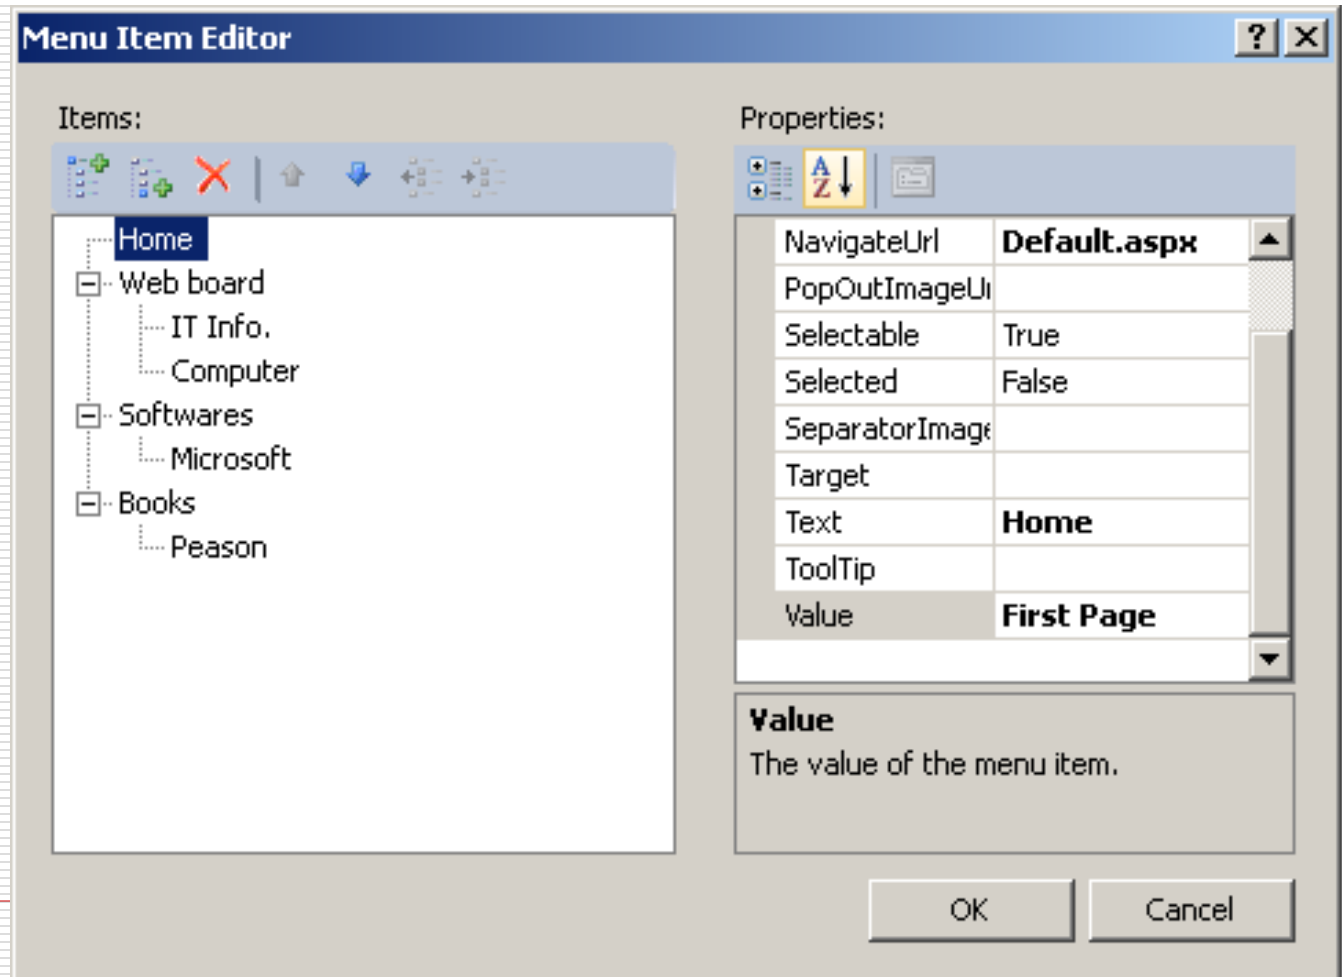 Menu Item Editor
Items:
Home
Web board
IT Info.
Computer
Softwares
Microsoft
Books
Peason
Properties:
NavigateUrl Default.aspx
PopOutImageUr
Selectable True
Selected False
SeparatorImage
Target
Text Home
ToolTip
Value First Page
Value
The value of the menu item.
OK Cancel